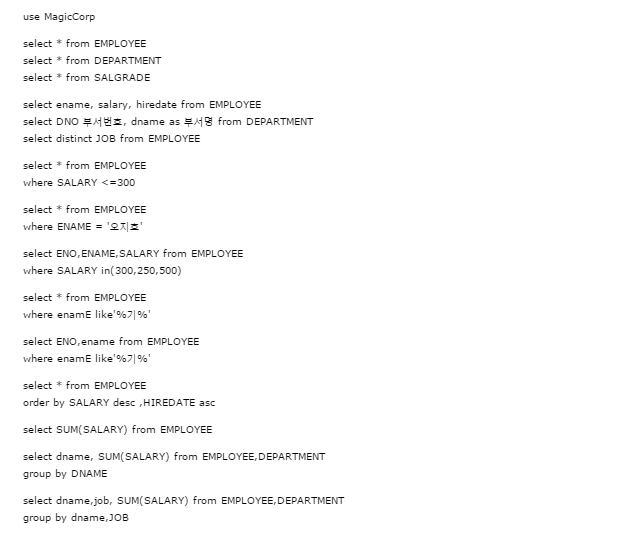 use MagicCorp
select * from EMPLOYEE
select * from DEPARTMENT
select * from SALGRADE
select ename, salary, hiredate from EMPLOYEE
select DNO 부서번호, dname as 부서명 from DEPARTMENT
select distinct JOB from EMPLOYEE
select * from EMPLOYEE
where SALARY <=300
select * from EMPLOYEE
where ENAME = '오지호'
select ENO,ENAME,SALARY from EMPLOYEE
where SALARY in(300,250,500)
select * from EMPLOYEE
where enamE like'%기%'
select ENO,ename from EMPLOYEE
where enamE like'%기%'
select * from EMPLOYEE
order by SALARY desc ,HIREDATE asc
select SUM(SALARY) from EMPLOYEE
select dname, SUM(SALARY) from EMPLOYEE,DEPARTMENT
group by DNAME
select dname,job, SUM(SALARY) from EMPLOYEE,DEPARTMENT
group by dname,JOB